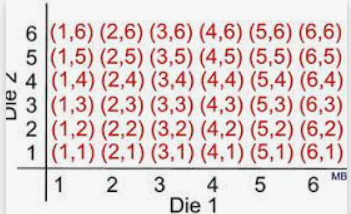 6 (1,6) (2,6) (3,6) (4,6) (5,6) (6,6)
5 (1,5) (2,5) (3,5) (4,5) (5,5) (6,5)
4 (1,4) (2,4) (3,4) (4,4) (5,4) (6,4)
3 (1,3) (2,3) (3,3) (4,3) (5,3) (6,3)
2 (1,2) (2,2) (3,2) (4,2) (5,2) (6,2)
1 (1,1) (2,1) (3,1) (4,1) (5,1) (6,1)
Die 2
1 2 3 4 5 6 MB
Die 1